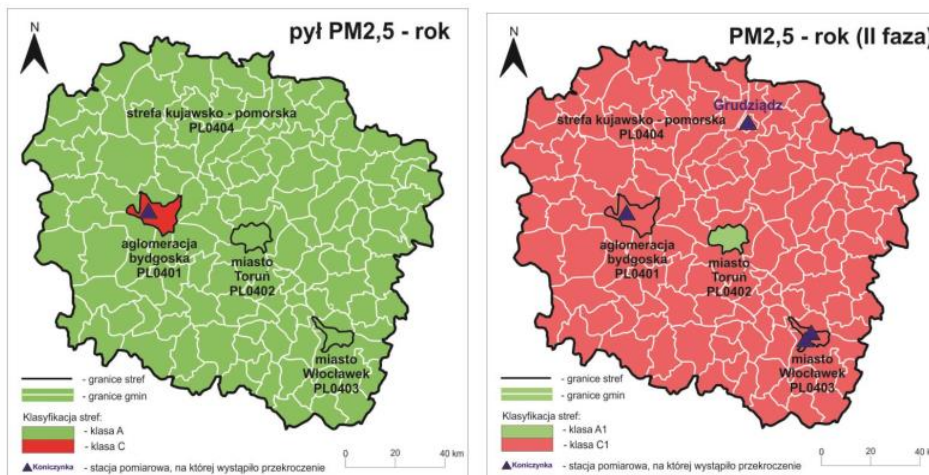 N
pył PM2,5 - rok
strefa kujawsko - pomorska
PL0404
aglomeracja
bydgoska
PL0401
miasto
Toruń
PL0402
miasto
Włocławek
PL0403
- granice stref
- granice gmin
Klasyfikacja stref:
- klasa A
- klasa C
Koniczynka - stacja pomiarowa, na której wystąpiło przekroczenie
0 20 40 km
N
PM2,5 - rok (II faza)
Grudziądz
strefa kujawsko - pomorska
PL0404
aglomeracja
bydgoska
PL0401
miasto
Toruń
PL0402
miasto
Włocławek
PL0403
- granice stref
- granice gmin
Klasyfikacja stref:
- klasa A1
- klasa C1
Koniczynka - stacja pomiarowa, na której wystąpiło przekroczenie
0 20 40 km